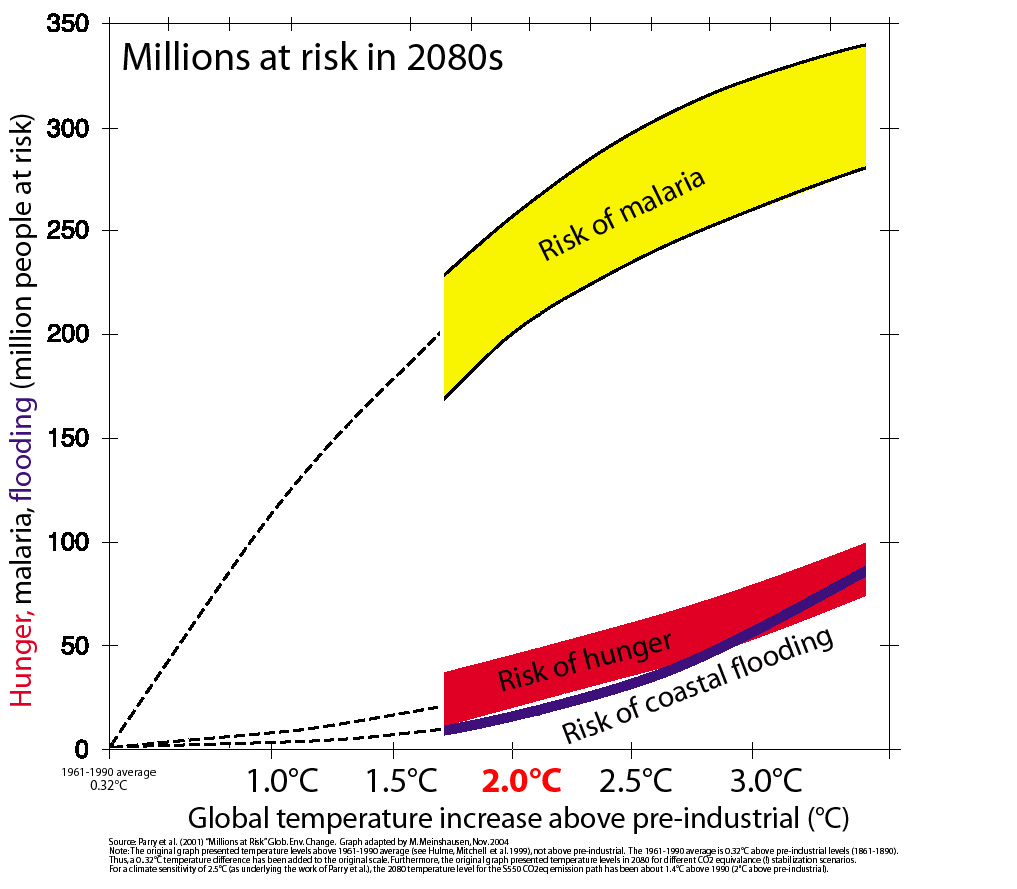 350
Millions at risk in 2080s
300
250
200
150
100
50
0
Hunger, malaria, flooding (million people at risk)
Risk of malaria
Risk of hunger
Risk of coastal flooding
1961-1990 average
0.32°C
1.0°C 1.5°C 2.0°C 2.5°C 3.0°C
Global temperature increase above pre-industrial (°C)
Source: Parry et al. (2001) "Millions at Risk" Glob. Env. Change. Graph adapted by M. Meinshausen, Nov. 2004
Note: The original graph presented temperature levels above 1961-1990 average (see Hulme, Mitchell et al. 1999), not above pre-industrial. The 1961-1990 average is 0.32°C above pre-industrial levels (1861-1890).
Thus, a 0..32°C temperature difference has been added to the original scale. Furthermore, the original graph presented temperature levels in 2080 for different CO2 equivalance (!) stabilization scenarios.
For a climate sensitivity of 2.5°C (as underlying the work of Parry et al.), the 2080 temperature level for the S550 CO2eq emission path has been about 1.4°C above 1990 (2°C above pre-industrial).